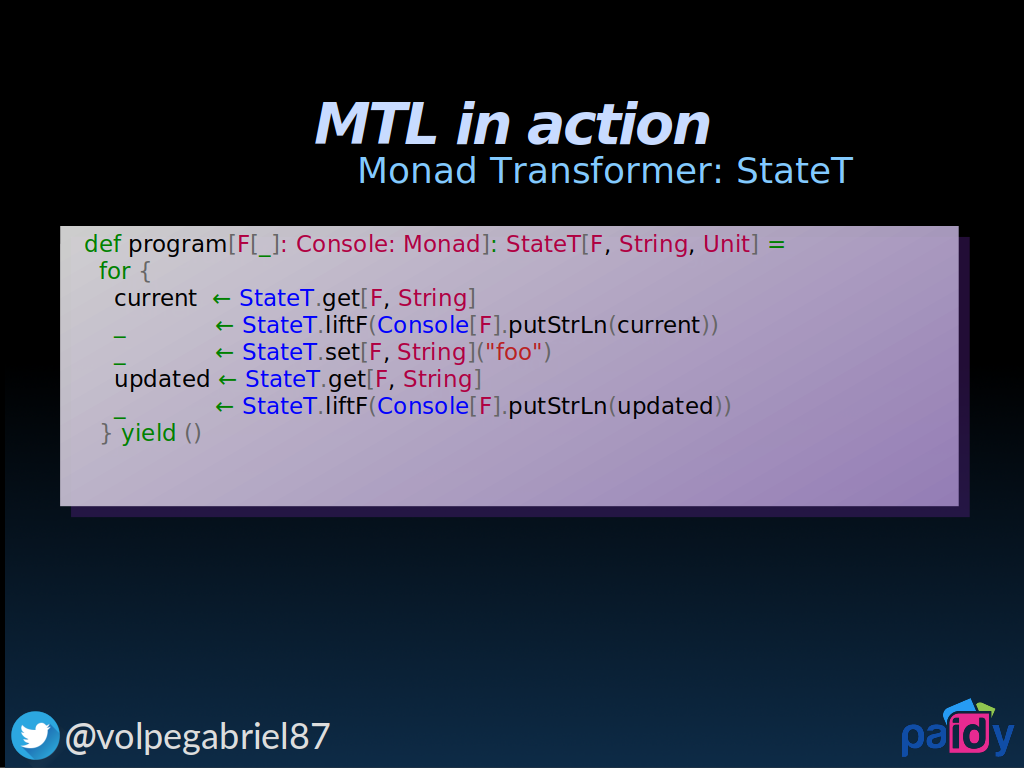 MTL in action
Monad Transformer: StateT
def program[F[_]: Console: Monad]: StateT[F, String, Unit] =
for {
current ← StateT.get[F, String]
_ ← StateT.liftF(Console[F].putStrLn(current))
_ ← StateT.set[F, String]("foo")
updated ← StateT.get[F, String]
_ ← StateT.liftF(Console[F].putStrLn(updated))
} yield ()
@volpegabriel87
paidy